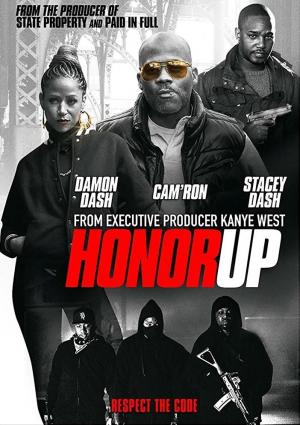 FROM THE PRODUCER OF
STATE PROPERTY AND PAID IN FULL
DAMON
DASH
CAM'RON
STACEY
DASH
FROM EXECUTIVE PRODUCER KANYE WEST
HONOR UP
RESPECT THE CODE